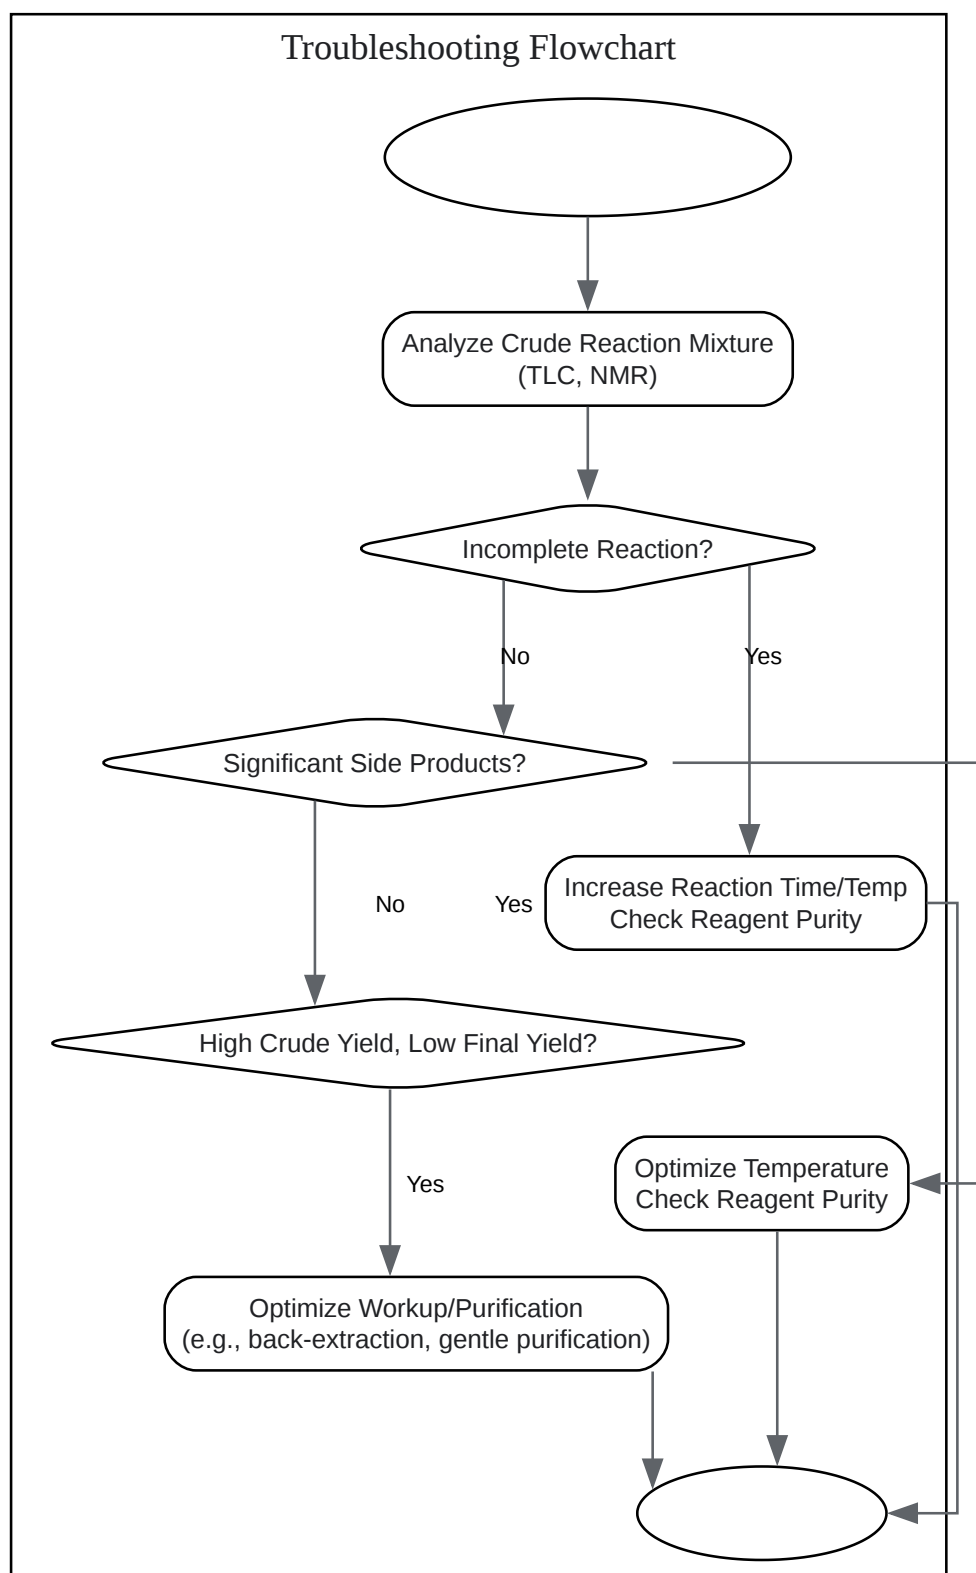 Troubleshooting Flowchart
Analyze Crude Reaction Mixture
(TLC, NMR)
Incomplete Reaction?
No
Yes
Significant Side Products?
Increase Reaction Time/Temp
Check Reagent Purity
No
Yes
High Crude Yield, Low Final Yield?
Optimize Temperature
Check Reagent Purity
Yes
Optimize Workup/Purification
(e.g., back-extraction, gentle purification)